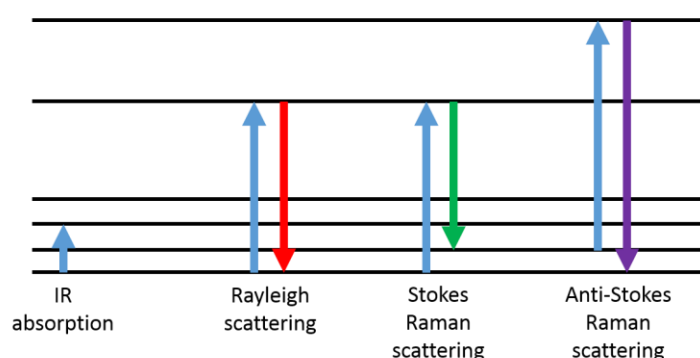 IR
absorption
Rayleigh
scattering
Stokes
Raman
scattering
Anti-Stokes
Raman
scattering